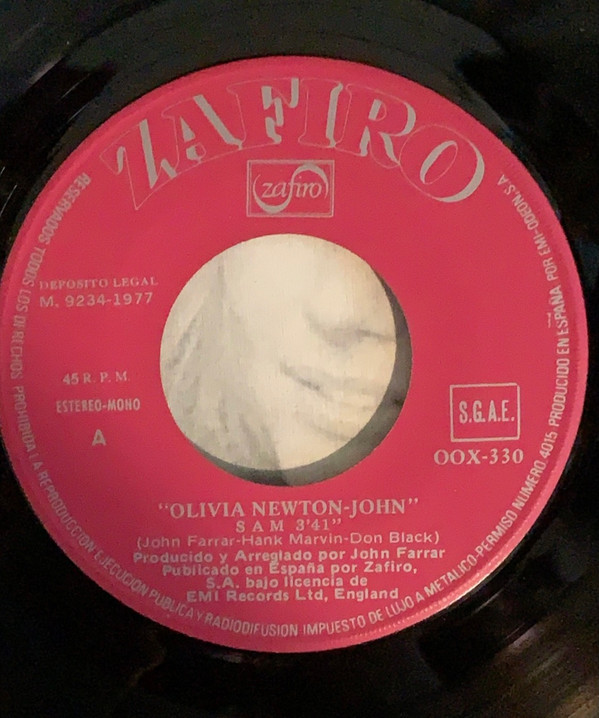 ZAFIRO
zafiro
DEPOSITO LEGAL
M. 9234-1977
45 R. P. M.
ESTEREO-MONO
A
S.G.A.E.
OOX-330
"OLIVIA NEWTON-JOHN"
SAM 3'41"
(John Farrar-Hank Marvin-Don Black)
Producido y Arreglado por John Farrar
Publicado en España por Zafiro,
S.A. bajo licencia de
EMI Records Ltd, England
RESERVADOS TODOS LOS DERECHOS PROHIBIDA LA REPRODUCCION EJECUCION PUBLICA Y RADIODIFUSION IMPUESTO DE LUJO A METALICO-PERMISO NUMERO 4015 PRODUCIDO EN ESPAÑA POR EMI-ODEON, S.A.